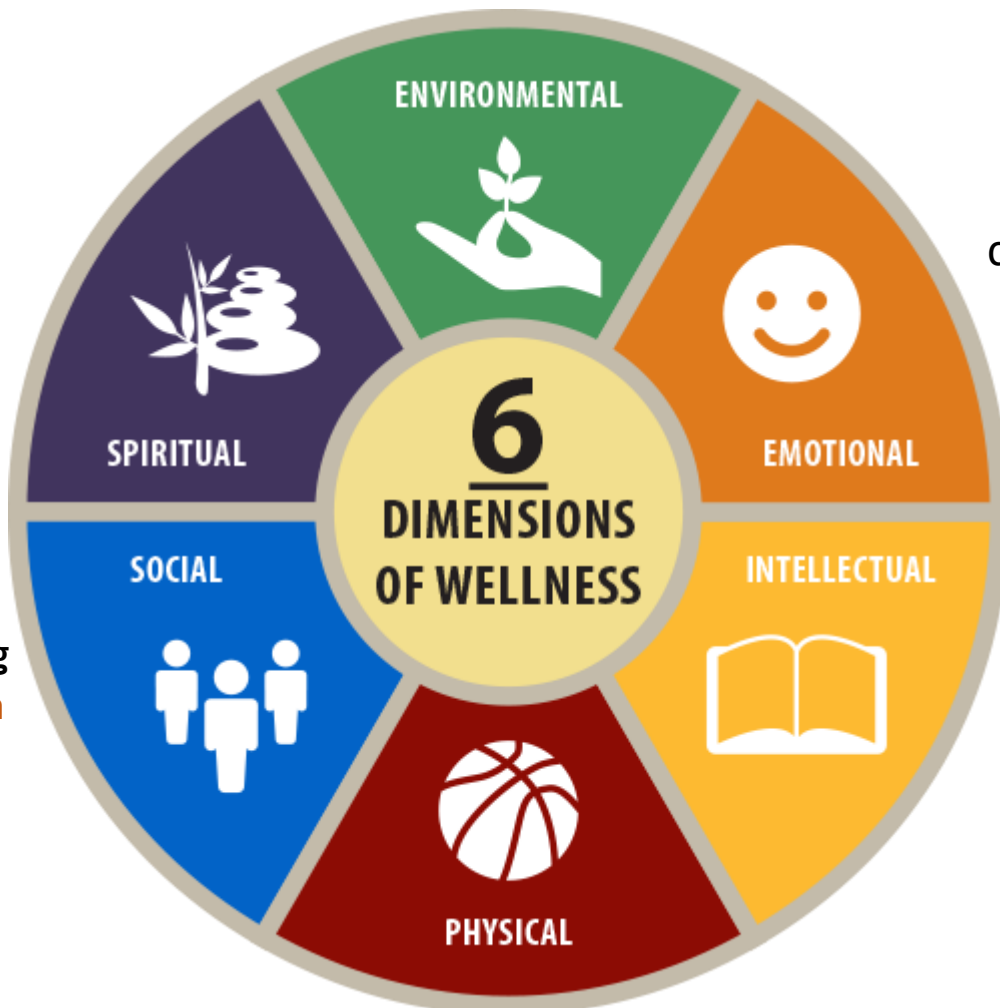 ENVIRONMENTAL
EMOTIONAL
INTELLECTUAL
PHYSICAL
SOCIAL
SPIRITUAL
6
DIMENSIONS
OF WELLNESS